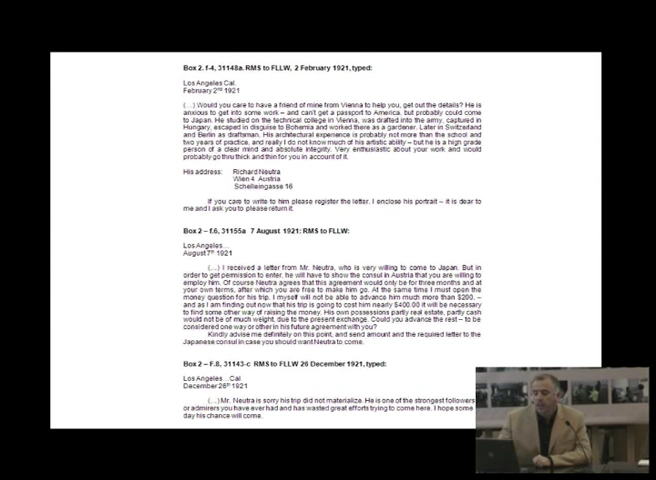 Box 2. f-4, 31148a. RMS to FLLW, 2 February 1921, typed:
Los Angeles Cal.
February 2nd 1921
(...) Would you care to have a friend of mine from Vienna to help you, get out the details? He is
anxious to get into some work – and can't get a passport to America, but probably could come
to Japan. He studied on the technical college in Vienna, was drafted into the army, captured in
Hungary, escaped in disguise to Bohemia and worked there as a gardener. Later in Switzerland
and Berlin as draftsman. His architectural experience is probably not more than the school and
two years of practice, and really I do not know much of his artistic ability – but he is a high grade
person of a clear mind and absolute integrity. Very enthusiastic about your work and would
probably go thru thick and thin for you in account of it.
His address: Richard Neutra
Wien 4 Austria
Schelleingasse 16
If you care to write to him please register the letter. I enclose his portrait – it is dear to
me and I ask you to please return it.
Box 2 – f.6, 31155a 7 August 1921: RMS to FLLW:
Los Angeles...
August 7th 1921
(...) I received a letter from Mr. Neutra, who is very willing to come to Japan. But in
order to get permission to enter, he will have to show the consul in Austria that you are willing to
employ him. Of course Neutra agrees that this agreement would only be for three months and at
your own terms, after which you are free to make him go. At the same time I must open the
money question for his trip. I myself will not be able to advance him much more than $200. –
and as I am finding out now that his trip is going to cost him nearly $400.00 it will be necessary
to find some other way of raising the money. His own possessions partly real estate, partly cash
would not be of much weight, due to the present exchange. Could you advance the rest – to be
considered one way or other in his future agreement with you?
Kindly advise me definitely on this point, and send amount and the required letter to the
Japanese consul in case you should want Neutra to come.
Box 2 – F.8, 31143-c RMS to FLLW 26 December 1921, typed:
Los Angeles...Cal
December 26th 1921
(...) Mr. Neutra is sorry his trip did not materialize. He is one of the strongest followers
or admirers you have ever had and has wasted great efforts trying to come here. I hope some
day his chance will come.